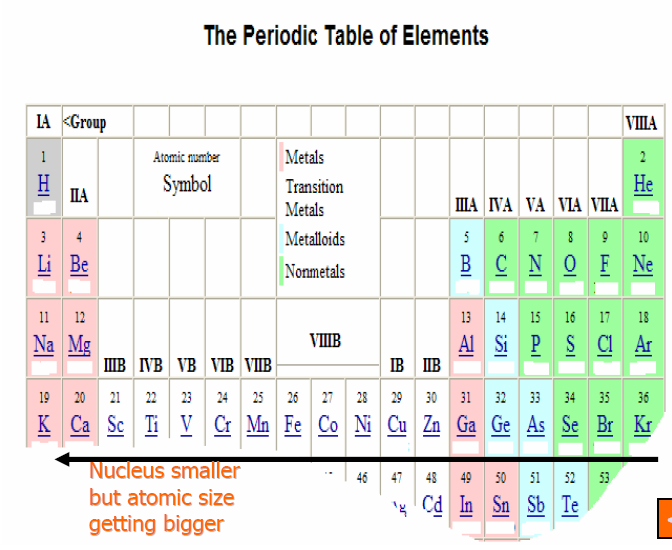 The Periodic Table of Elements
IA <Group VIIIA
1 Atomic number Metals 2
H Symbol Transition He
IIA Metals IIIA IVA VA VIA VIIA
3 4 Metalloids 5 6 7 8 9 10
Li Be Nonmetals B C N O F Ne
11 12 13 14 15 16 17 18
Na Mg VIIIB Al Si P S Cl Ar
IIIB IVB VB VIB VIIB IB IIB
19 20 21 22 23 24 25 26 27 28 29 30 31 32 33 34 35 36
K Ca Sc Ti V Cr Mn Fe Co Ni Cu Zn Ga Ge As Se Br Kr
46 47 48 49 50 51 52 53
Cd In Sn Sb Te
Nucleus smaller
but atomic size
getting bigger